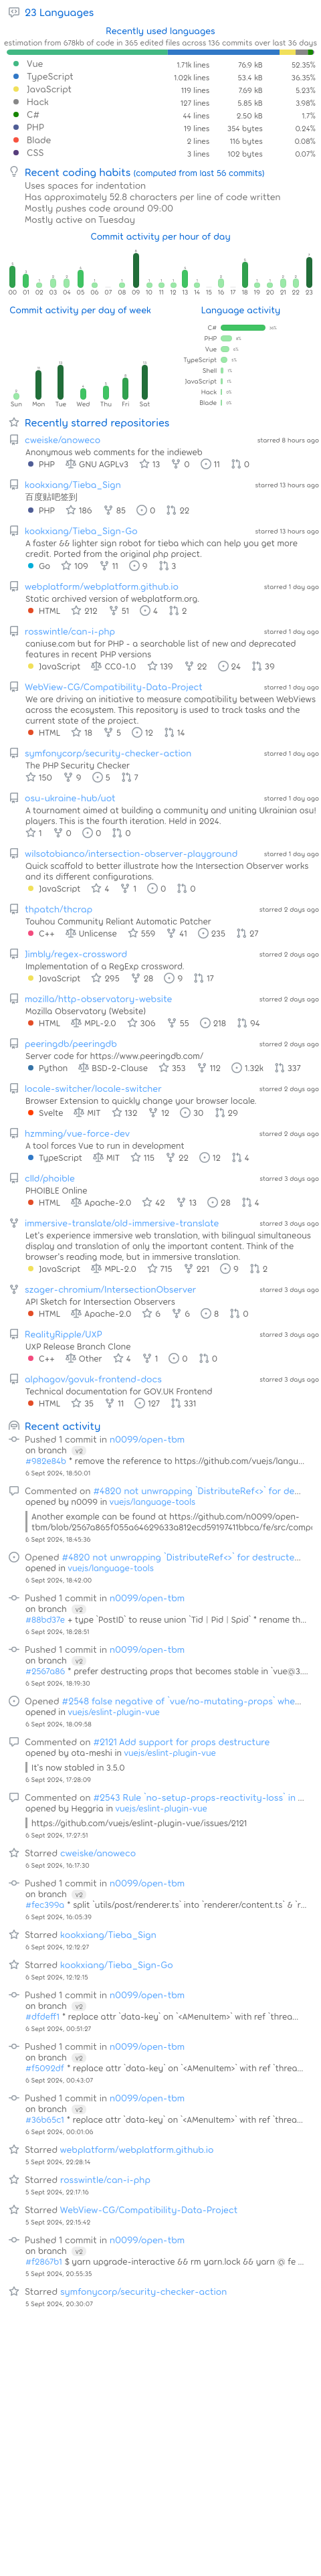 23 Languages
Recently used languages
estimation from 678kb of code in 365 edited files across 136 commits over last 36 days
Vue 1.71k lines 76.9 kB 52.35%
TypeScript 1.02k lines 53.4 kB 36.35%
JavaScript 119 lines 7.69 kB 5.23%
Hack 127 lines 5.85 kB 3.98%
C# 44 lines 2.50 kB 1.7%
PHP 19 lines 354 bytes 0.24%
Blade 2 lines 116 bytes 0.08%
CSS 3 lines 102 bytes 0.07%
Recent coding habits (computed from last 56 commits)
Uses spaces for indentation
Has approximately 52.8 characters per line of code written
Mostly pushes code around 09:00
Mostly active on Tuesday
Commit activity per hour of day
00 01 02 03 04 05 06 07 08 09 10 11 12 13 14 15 16 17 18 19 20 21 22 23
Commit activity per day of week
Sun Mon Tue Wed Thu Fri Sat
Language activity
C#
PHP
Vue
TypeScript
Shell
JavaScript
Hack
Blade
Recently starred repositories
cweiske/anoweco starred 8 hours ago
Anonymous web comments for the indieweb
PHP GNU AGPLv3 13 0 11 0
kookxiang/Tieba_Sign starred 13 hours ago
百度贴吧签到
PHP 186 85 0 22
kookxiang/Tieba_Sign-Go starred 13 hours ago
A faster && lighter sign robot for tieba which can help you get more
credit. Ported from the original php project.
Go 109 11 9 3
webplatform/webplatform.github.io starred 1 day ago
Static archived version of webplatform.org.
HTML 212 51 4 2
rosswintle/can-i-php starred 1 day ago
caniuse.com but for PHP - a searchable list of new and deprecated
features in recent PHP versions
JavaScript CC0-1.0 139 22 24 39
WebView-CG/Compatibility-Data-Project starred 1 day ago
We are driving an initiative to measure compatibility between WebViews
across the ecosystem. This repository is used to track tasks and the
current state of the project.
HTML 18 5 12 14
symfonycorp/security-checker-action starred 1 day ago
The PHP Security Checker
150 9 5 7
osu-ukraine-hub/uot starred 1 day ago
A tournament aimed at building a community and uniting Ukrainian osu!
players. This is the fourth iteration. Held in 2024.
1 0 0 0
wilsotobianco/intersection-observer-playground starred 1 day ago
Quick scaffold to better illustrate how the Intersection Observer works
and its different configurations.
JavaScript 4 1 0 0
thpatch/thcrap starred 2 days ago
Touhou Community Reliant Automatic Patcher
C++ Unlicense 559 41 235 27
Jimbly/regex-crossword starred 2 days ago
Implementation of a RegExp crossword.
JavaScript 295 28 9 17
mozilla/http-observatory-website starred 2 days ago
Mozilla Observatory (Website)
HTML MPL-2.0 306 55 218 94
peeringdb/peeringdb starred 2 days ago
Server code for https://www.peeringdb.com/
Python BSD-2-Clause 353 112 1.32k 337
locale-switcher/locale-switcher starred 2 days ago
Browser Extension to quickly change your browser locale.
Svelte MIT 132 12 30 29
hzmming/vue-force-dev starred 2 days ago
A tool forces Vue to run in development
TypeScript MIT 115 22 12 4
clld/phoible starred 3 days ago
PHOIBLE Online
HTML Apache-2.0 42 13 28 4
immersive-translate/old-immersive-translate starred 3 days ago
Let's experience immersive web translation, with bilingual simultaneous
display and translation of only the important content. Think of the
browser's reading mode, but in immersive translation.
JavaScript MPL-2.0 715 221 9 2
szager-chromium/IntersectionObserver starred 3 days ago
API Sketch for Intersection Observers
HTML Apache-2.0 6 6 8 0
RealityRipple/UXP starred 3 days ago
UXP Release Branch Clone
C++ Other 4 1 0 0
alphagov/govuk-frontend-docs starred 3 days ago
Technical documentation for GOV.UK Frontend
HTML 35 11 127 331
Recent activity
Pushed 1 commit in n0099/open-tbm
on branch v2
#982e84b * remove the reference to https://github.com/vuejs/langu...
6 Sept 2024, 18:50:01
Commented on #4820 not unwrapping `DistributeRef<>` for de...
opened by n0099 in vuejs/language-tools
Another example can be found at https://github.com/n0099/open-
tbm/blob/2567a865f055a64629633a812ecd59197411bbca/fe/src/compo
6 Sept 2024, 18:45:36
Opened #4820 not unwrapping `DistributeRef<>` for destructe...
opened in vuejs/language-tools
6 Sept 2024, 18:42:00
Pushed 1 commit in n0099/open-tbm
on branch v2
#88bd37e + type `PostID` to reuse union `Tid | Pid | Spid` * rename th...
6 Sept 2024, 18:28:51
Pushed 1 commit in n0099/open-tbm
on branch v2
#2567a86 * prefer destructing props that becomes stable in `vue@3....
6 Sept 2024, 18:19:30
Opened #2548 false negative of `vue/no-mutating-props` whe...
opened in vuejs/eslint-plugin-vue
6 Sept 2024, 18:09:58
Commented on #2121 Add support for props destructure
opened by ota-meshi in vuejs/eslint-plugin-vue
It's now stabled in 3.5.0
6 Sept 2024, 17:28:09
Commented on #2543 Rule `no-setup-props-reactivity-loss` in ...
opened by Heggria in vuejs/eslint-plugin-vue
https://github.com/vuejs/eslint-plugin-vue/issues/2121
6 Sept 2024, 17:27:51
Starred cweiske/anoweco
6 Sept 2024, 16:17:30
Pushed 1 commit in n0099/open-tbm
on branch v2
#fec399a * split `utils/post/renderer.ts` into `renderer/content.ts` & `r...
6 Sept 2024, 16:05:39
Starred kookxiang/Tieba_Sign
6 Sept 2024, 12:12:27
Starred kookxiang/Tieba_Sign-Go
6 Sept 2024, 12:12:15
Pushed 1 commit in n0099/open-tbm
on branch v2
#dfdeff1 * replace attr `data-key` on `<AMenuItem>` with ref `threa...
6 Sept 2024, 00:51:27
Pushed 1 commit in n0099/open-tbm
on branch v2
#f5092df * replace attr `data-key` on `<AMenuItem>` with ref `threa...
6 Sept 2024, 00:43:07
Pushed 1 commit in n0099/open-tbm
on branch v2
#36b65c1 * replace attr `data-key` on `<AMenuItem>` with ref `threa...
6 Sept 2024, 00:01:06
Starred webplatform/webplatform.github.io
5 Sept 2024, 22:28:14
Starred rosswintle/can-i-php
5 Sept 2024, 22:17:16
Starred WebView-CG/Compatibility-Data-Project
5 Sept 2024, 22:15:42
Pushed 1 commit in n0099/open-tbm
on branch v2
#f2867b1 $ yarn upgrade-interactive && rm yarn.lock && yarn @ fe ...
5 Sept 2024, 20:55:35
Starred symfonycorp/security-checker-action
5 Sept 2024, 20:30:07